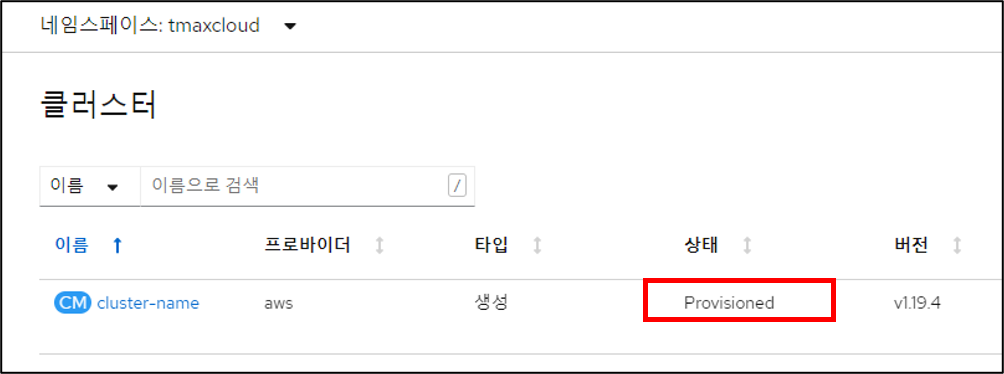 네임스페이스: tmaxcloud
클러스터
이름 이름으로 검색 /
이름 프로바이더 타입 상태 버전
CM cluster-name aws 생성 Provisioned v1.19.4